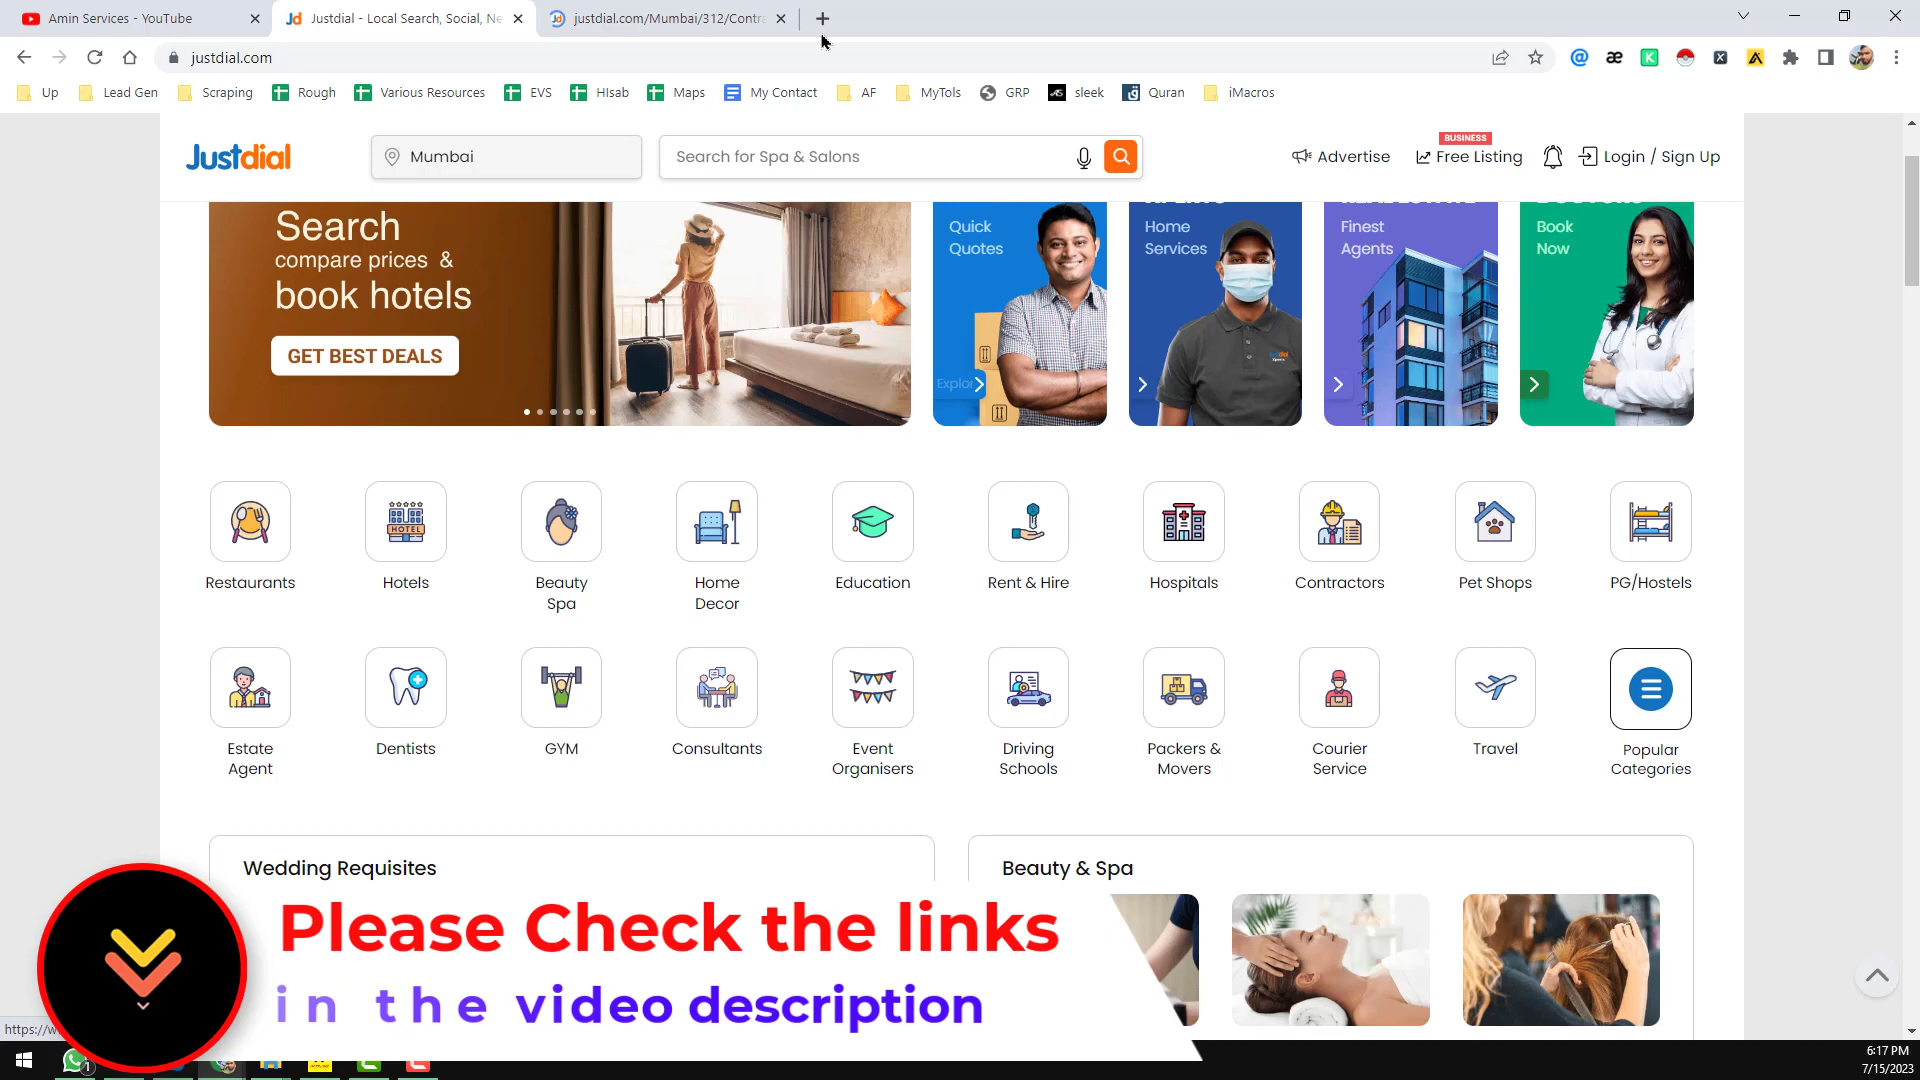 Amin Services - YouTube
Justdial - Local Search, Social, Ne
Jd justdial.com/Mumbai/312/Contra
justdial.com
Up
Lead Gen
Scraping
Rough
Various Resources
EVS
HIsab
Maps
My Contact
AF
MyTols
GRP
sleek
Quran
iMacros
Justdial
Mumbai
Search for Spa & Salons
Advertise
BUSINESS
Free Listing
Login / Sign Up
Search
compare prices &
book hotels
GET BEST DEALS
Quick
Quotes
Explor
Home
Services
Finest
Agents
Book
Now
Restaurants
Hotels
Beauty
Spa
Home
Decor
Education
Rent & Hire
Hospitals
Contractors
Pet Shops
PG/Hostels
HOTEL
Estate
Agent
Dentists
GYM
Consultants
Event
Organisers
Driving
Schools
Packers &
Movers
Courier
Service
Travel
Popular
Categories
Wedding Requisites
Beauty & Spa
Please Check the links
in the video description
https://w
6:17 PM
7/15/2023